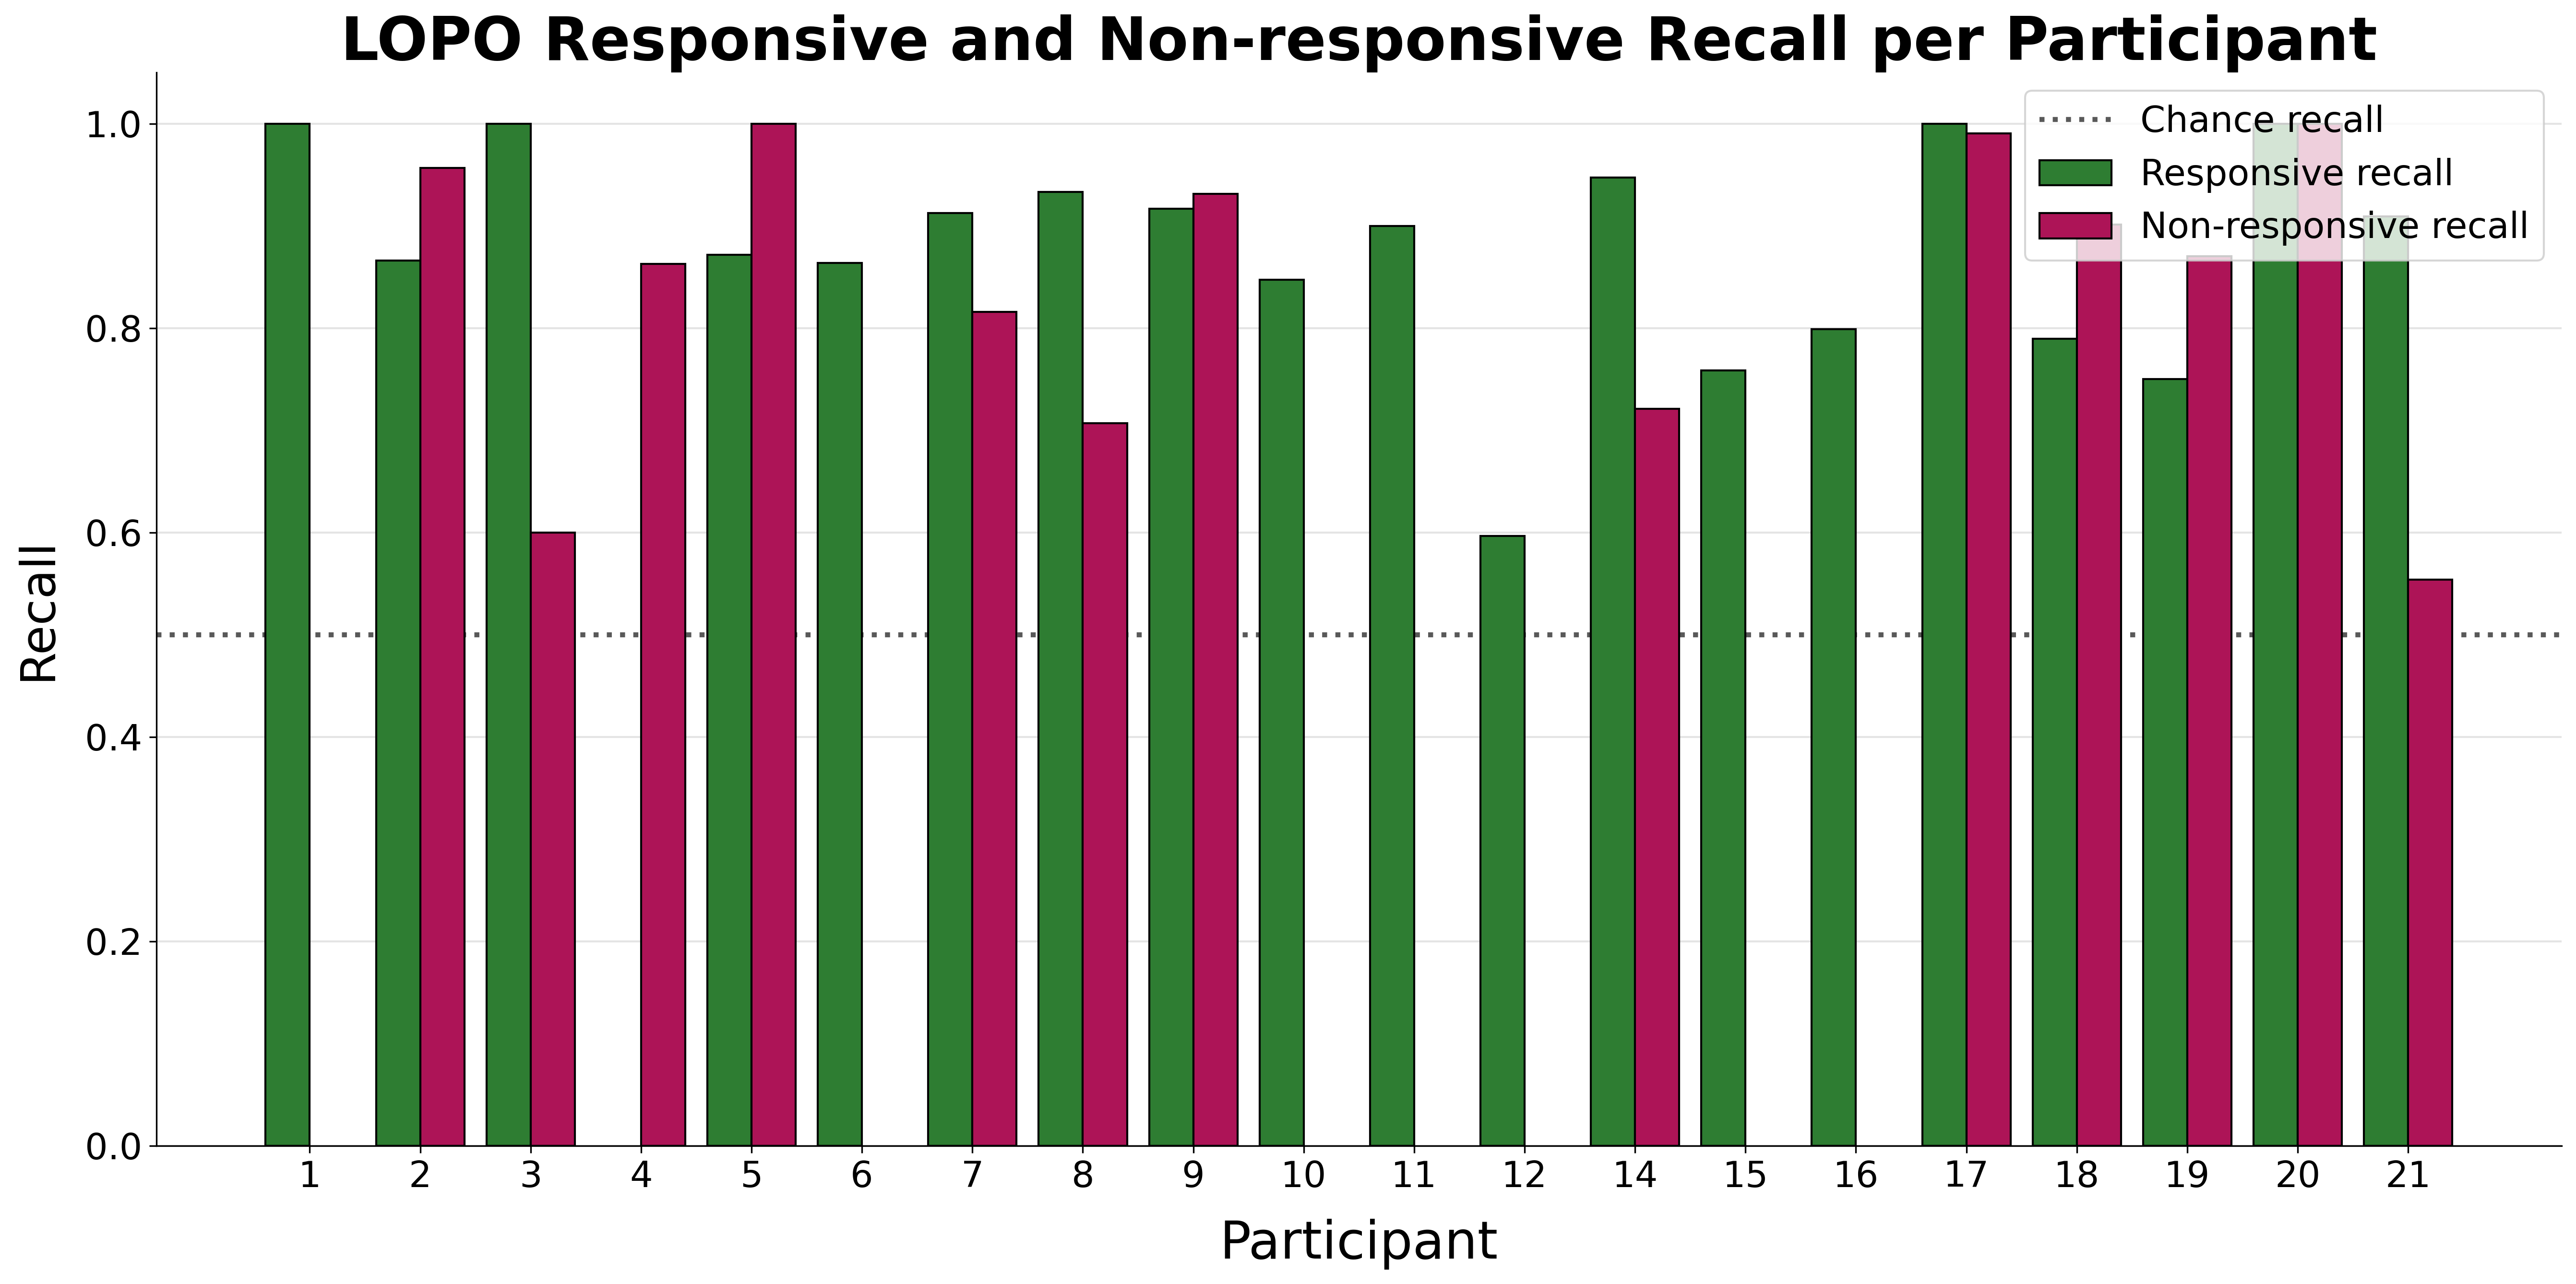 LOPO Responsive and Non-responsive Recall per Participant
Chance recall
Responsive recall
Non-responsive recall
Recall
1.0
0.8
0.6
0.4
0.2
0.0
1 2 3 4 5 6 7 8 9 10 11 12 14 15 16 17 18 19 20 21
Participant